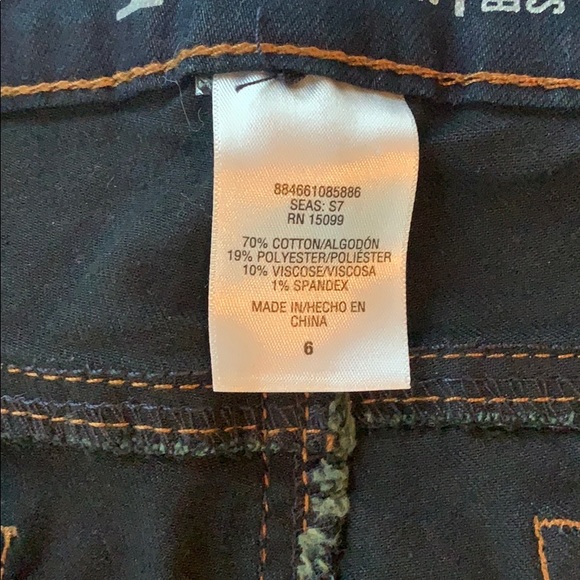 884661085886
SEAS: S7
RN 15099
70% COTTON/ALGODÓN
19% POLYESTER/POLIÉSTER
10% VISCOSE/VISCOSA
1% SPANDEX
MADE IN/HECHO EN
CHINA
6